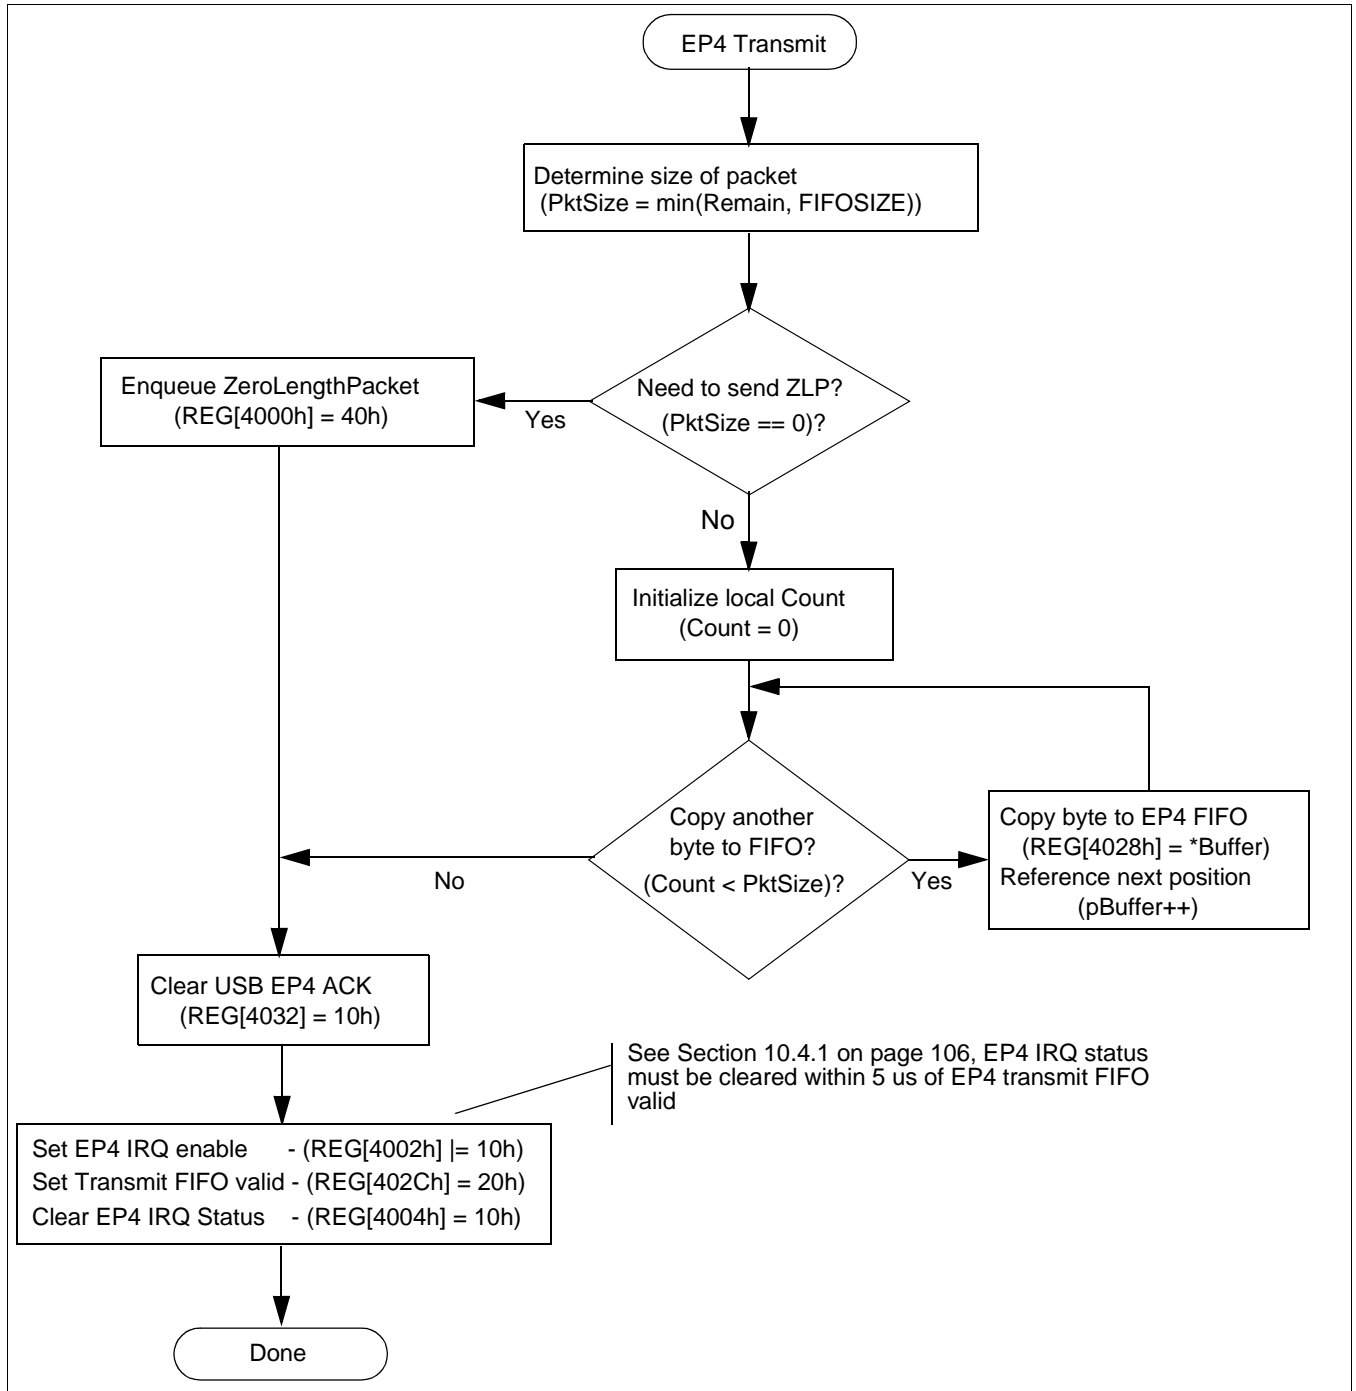 EP4 Transmit
Determine size of packet
(PktSize = min(Remain, FIFOSIZE))
Need to send ZLP?
(PktSize == 0)?
Yes
Enqueue ZeroLengthPacket
(REG[4000h] = 40h)
No
Initialize local Count
(Count = 0)
Copy another
byte to FIFO?
(Count < PktSize)?
Yes
Copy byte to EP4 FIFO
(REG[4028h] = *Buffer)
Reference next position
(pBuffer++)
No
Clear USB EP4 ACK
(REG[4032] = 10h)
See Section 10.4.1 on page 106, EP4 IRQ status
must be cleared within 5 us of EP4 transmit FIFO
valid
Set EP4 IRQ enable - (REG[4002h] |= 10h)
Set Transmit FIFO valid - (REG[402Ch] = 20h)
Clear EP4 IRQ Status - (REG[4004h] = 10h)
Done